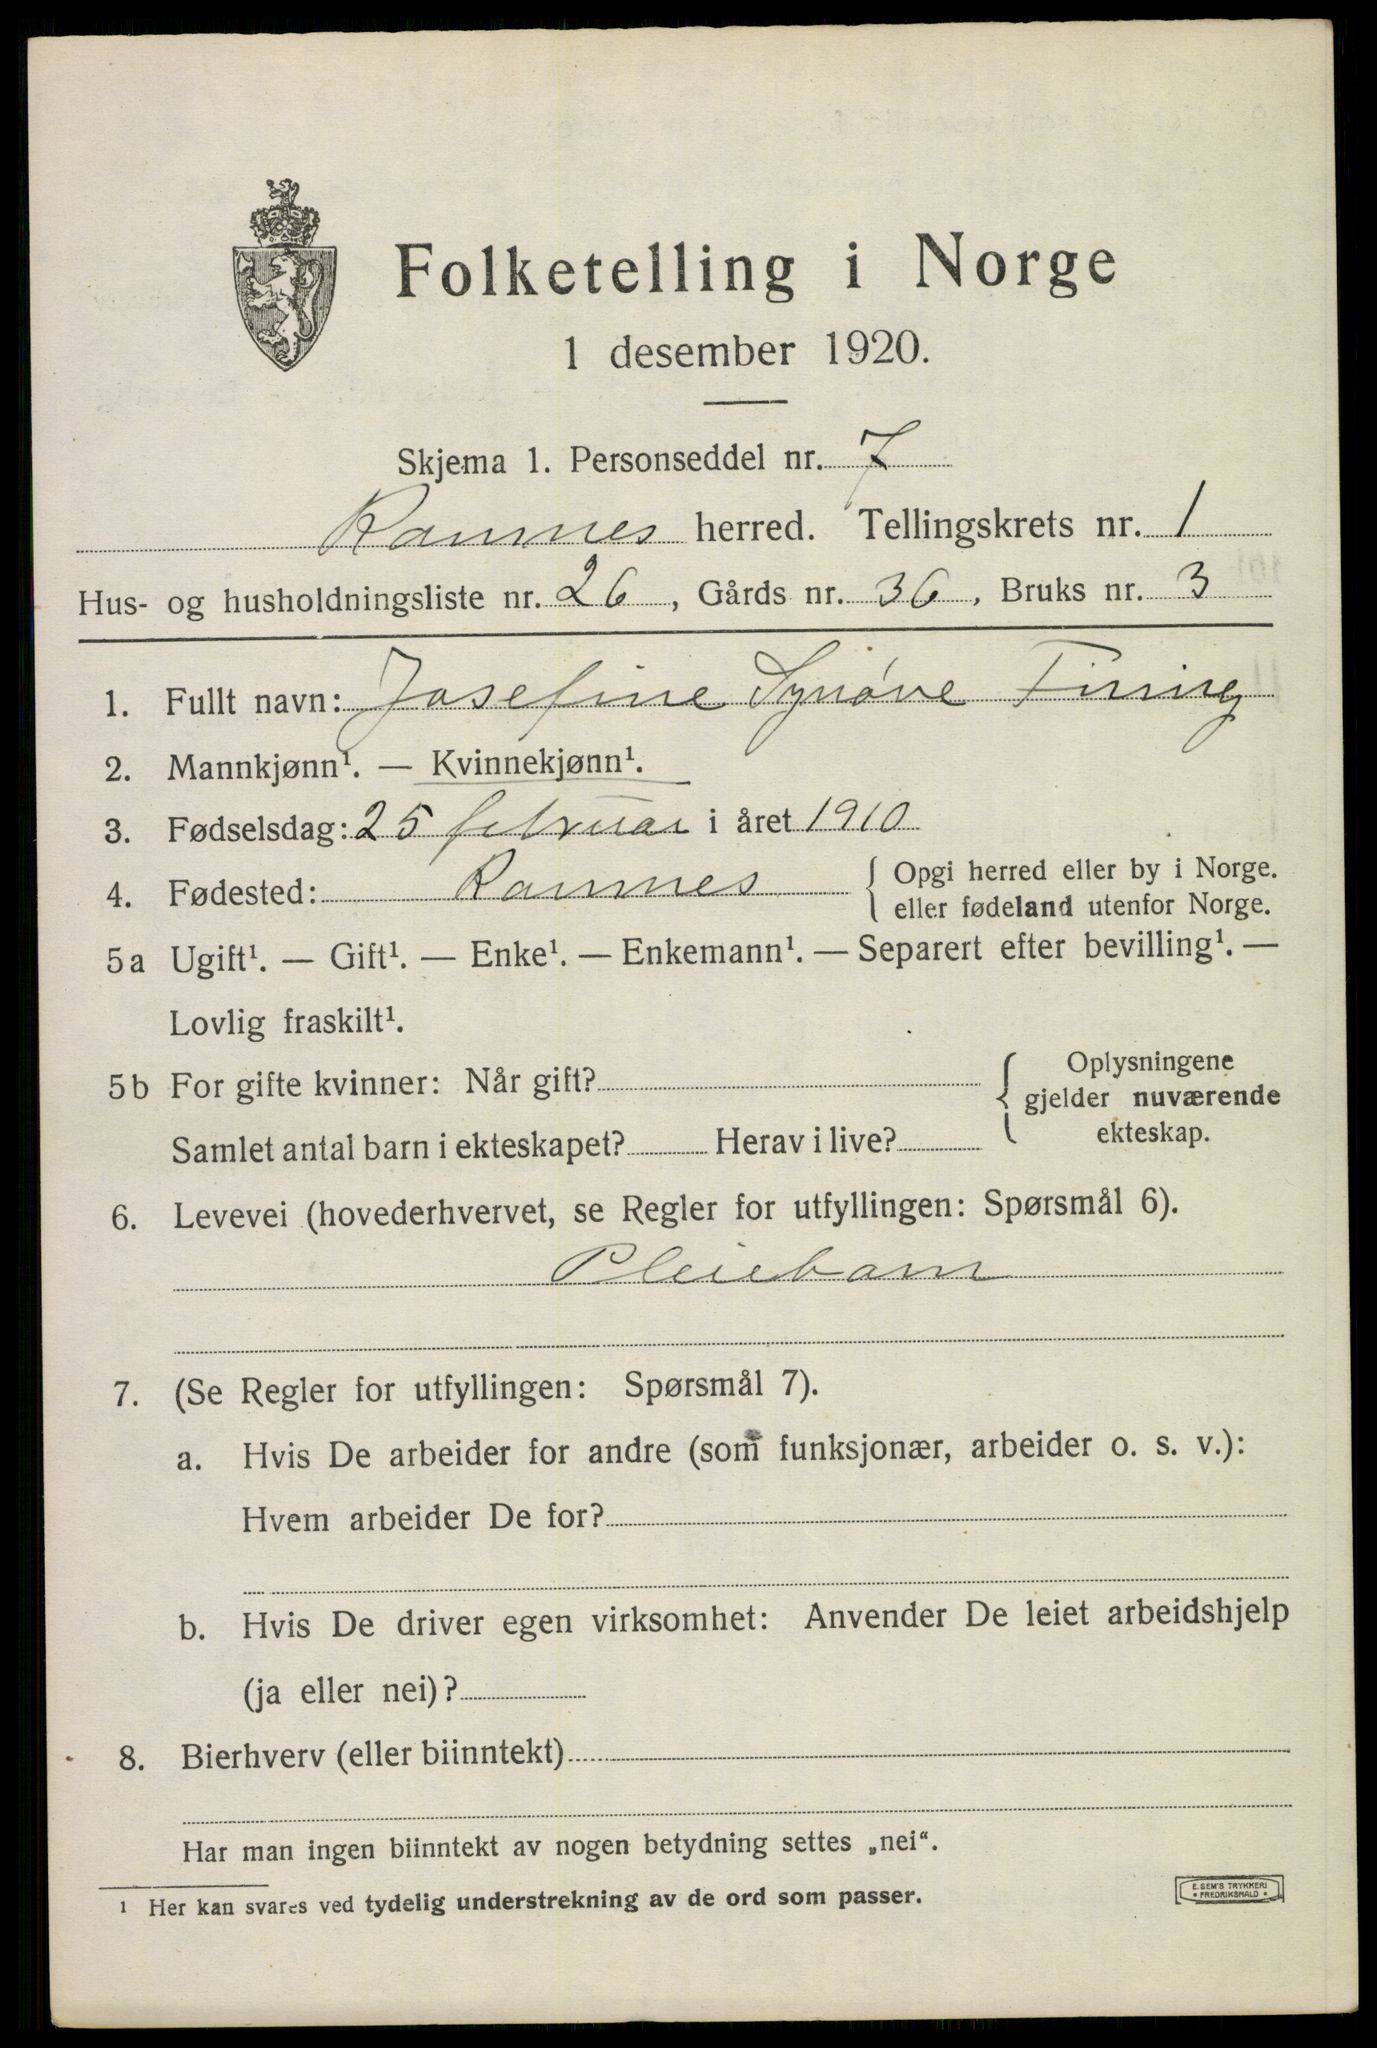 Folketelling i Norge
1 desember 1920.
Skjema 1. Personseddel nr. 7
Ramnes herred. Tellingskrets nr. 1
Hus- og husholdningsliste nr. 26, Gårds nr. 36, Bruks nr. 3
1. Fullt navn: Josefine Synøve Firing
2. Mannkjønn¹. — Kvinnekjønn¹.
3. Fødselsdag: 25 februar i året 1910
4. Fødested: Ramnes { Opgi herred eller by i Norge.
eller fødeland utenfor Norge.
5a Ugift¹. — Gift¹. — Enke¹. — Enkemann¹. — Separert efter bevilling¹. —
Lovlig fraskilt¹.
5b For gifte kvinner: Når gift?
Samlet antal barn i ekteskapet? Herav i live?
{ Oplysningene
gjelder nuværende
ekteskap.
6. Levevei (hovederhvervet, se Regler for utfyllingen: Spørsmål 6).
Pleiebarn
7. (Se Regler for utfyllingen: Spørsmål 7).
a. Hvis De arbeider for andre (som funksjonær, arbeider o. s. v.):
Hvem arbeider De for?
b. Hvis De driver egen virksomhet: Anvender De leiet arbeidshjelp
(ja eller nei)?
8. Bierhverv (eller biinntekt)
Har man ingen biinntekt av nogen betydning settes „nei“.
¹ Her kan svares ved tydelig understrekning av de ord som passer.
E. SEM'S TRYKKERI
• FREDRIKSHALD •